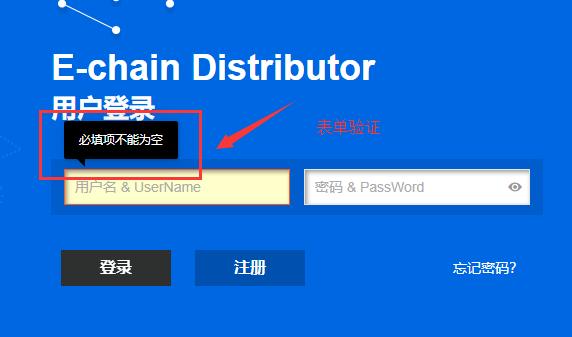 E-chain Distributor
用户登录
必填项不能为空
表单验证
用户名 & UserName
密码 & PassWord
登录
注册
忘记密码?